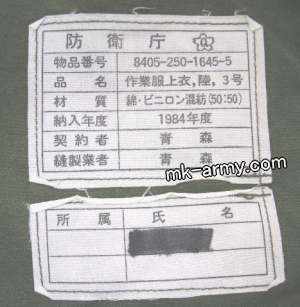 防衛庁
物品番号 8405-250-1645-5
品名 作業服上衣,陸,3号
材質 綿・ビニロン混紡(50:50)
納入年度 1984年度
契約者 青森
縫製業者 青森
mk-army.com
所属 氏名